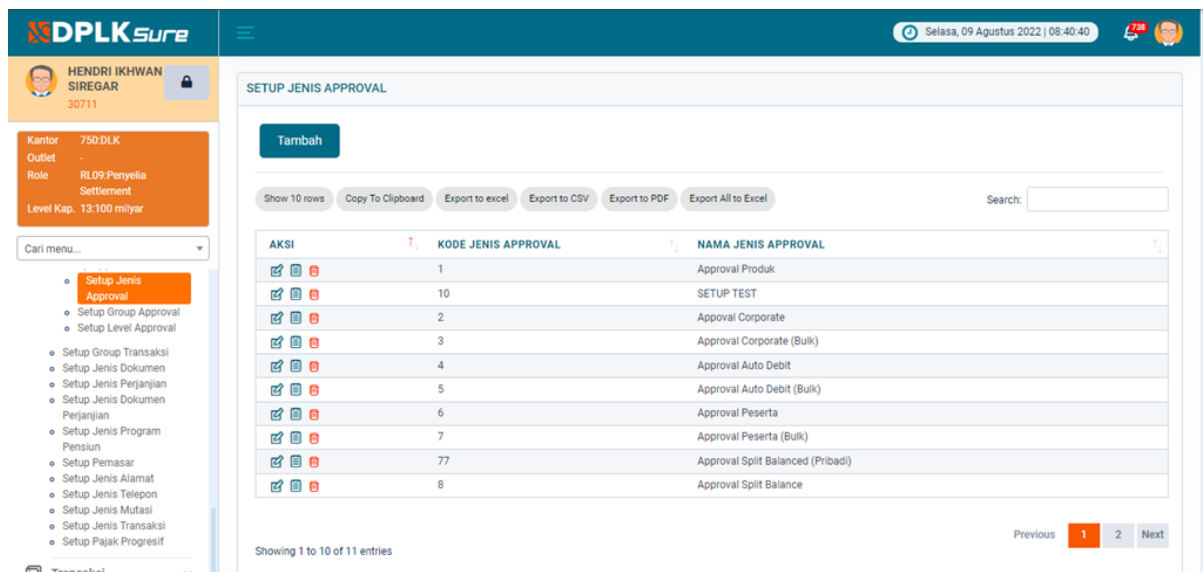 DPLKSure
Selasa, 09 Agustus 2022 | 08:40:40
738
HENDRI IKHWAN
SIREGAR
30711
Kantor 750:DLK
Outlet -
Role RL09:Penyelia
Settlement
Level Kap. 13:100 milyar
Cari menu...
Setup Jenis
Approval
Setup Group Approval
Setup Level Approval
Setup Group Transaksi
Setup Jenis Dokumen
Setup Jenis Perjanjian
Setup Jenis Dokumen
Perjanjian
Setup Jenis Program
Pensiun
Setup Pemasar
Setup Jenis Alamat
Setup Jenis Telepon
Setup Jenis Mutasi
Setup Jenis Transaksi
Setup Pajak Progresif
Transaksi
SETUP JENIS APPROVAL
Tambah
Show 10 rows Copy To Clipboard Export to excel Export to CSV Export to PDF Export All to Excel Search:
AKSI KODE JENIS APPROVAL NAMA JENIS APPROVAL
1 Approval Produk
10 SETUP TEST
2 Appoval Corporate
3 Approval Corporate (Bulk)
4 Approval Auto Debit
5 Approval Auto Debit (Bulk)
6 Approval Peserta
7 Approval Peserta (Bulk)
77 Approval Split Balanced (Pribadi)
8 Approval Split Balance
Previous 1 2 Next
Showing 1 to 10 of 11 entries